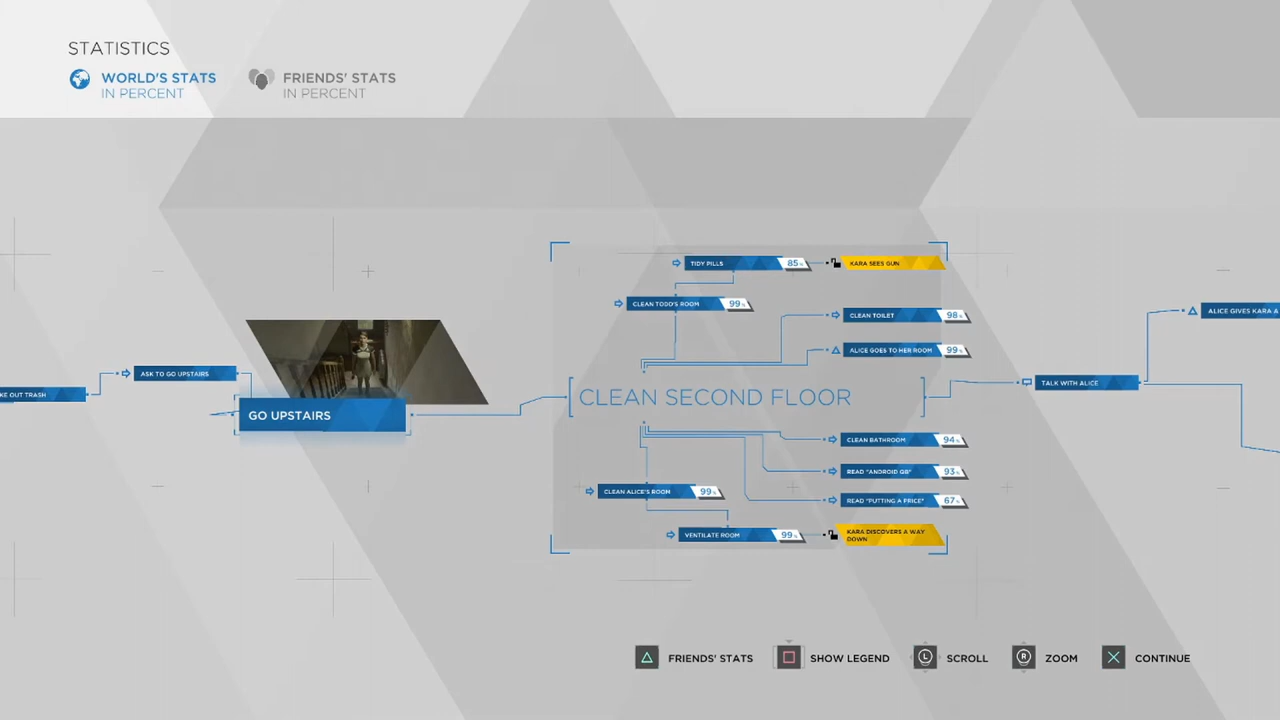 STATISTICS
WORLD'S STATS
IN PERCENT
FRIENDS' STATS
IN PERCENT
KE OUT TRASH
ASK TO GO UPSTAIRS
GO UPSTAIRS
TIDY PILLS 85%
KARA SEES GUN
CLEAN TODD'S ROOM 99%
CLEAN TOILET 98%
ALICE GOES TO HER ROOM 99%
CLEAN SECOND FLOOR
CLEAN BATHROOM 94%
READ "ANDROID QB" 93%
CLEAN ALICE'S ROOM 99%
READ "PUTTING A PRICE" 67%
VENTILATE ROOM 99%
KARA DISCOVERS A WAY
DOWN
TALK WITH ALICE
ALICE GIVES KARA A
FRIENDS' STATS
SHOW LEGEND
L
SCROLL
R
ZOOM
CONTINUE